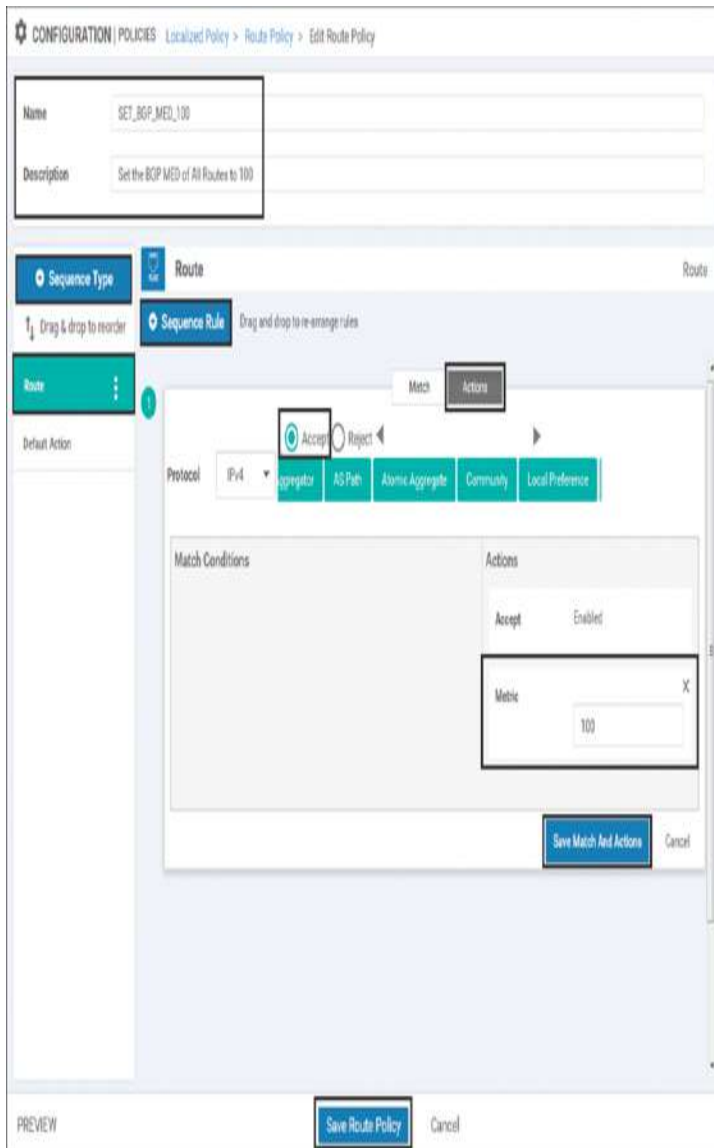 CONFIGURATION | POLICIES Localized Policy > Route Policy > Edit Route Policy
Name SET_BGP_MED_100
Description Set the BGP MED of All Routes to 100
Sequence Type
Drag & drop to reorder
Route
Default Action
Route Route
Sequence Rule Drag and drop to re-arrange rules
1
Match Actions
Accept Reject
Protocol IPv4 ggregator AS Path Atomic Aggregate Community Local Preference
Match Conditions
Actions
Accept Enabled
Metric X
100
Save Match And Actions Cancel
PREVIEW Save Route Policy Cancel